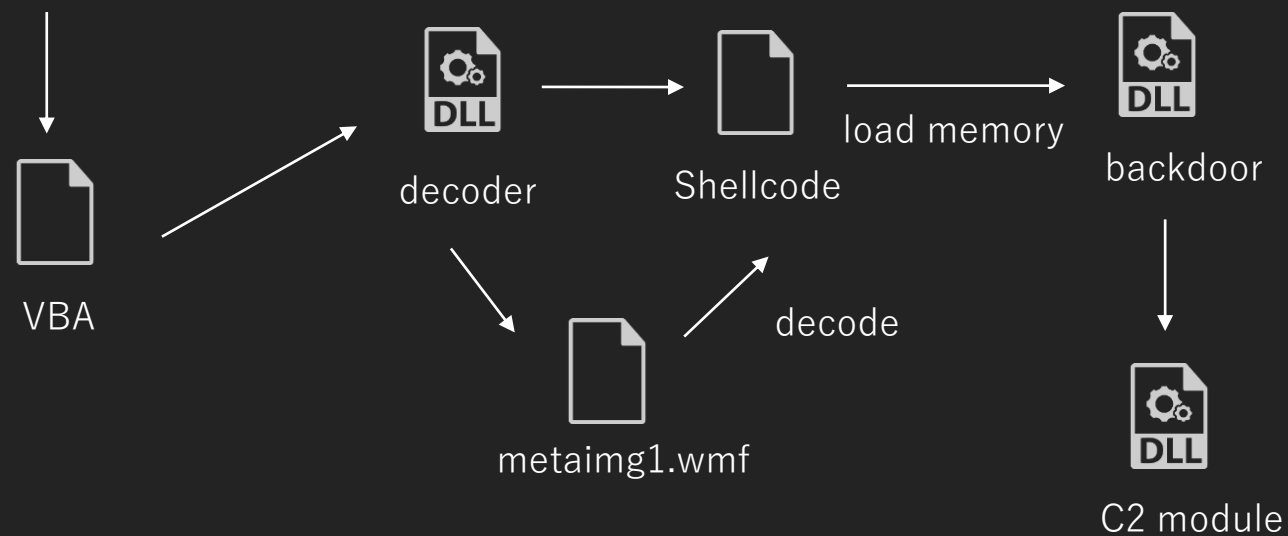 DLL
DLL
load memory
decoder
Shellcode
backdoor
VBA
decode
metaimg1.wmf
DLL
C2 module